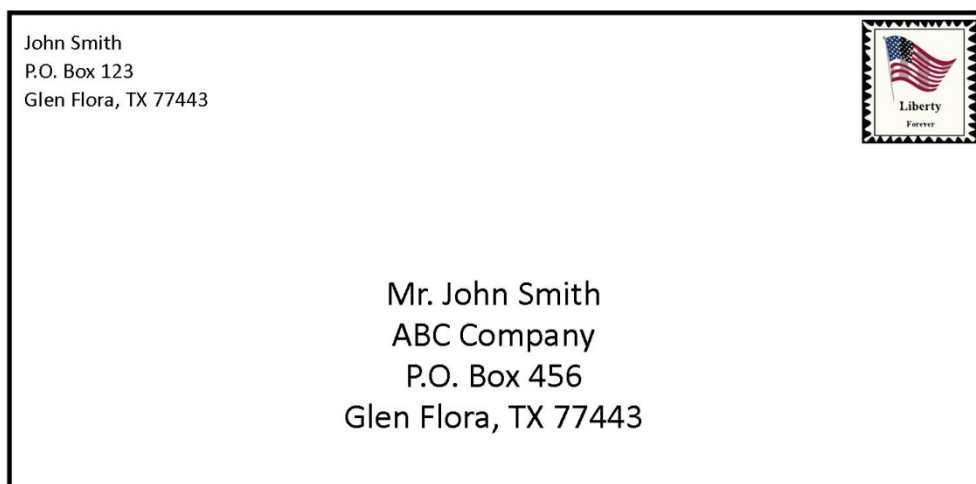 John Smith
P.O. Box 123
Glen Flora, TX 77443
Liberty
Forever
Mr. John Smith
ABC Company
P.O. Box 456
Glen Flora, TX 77443